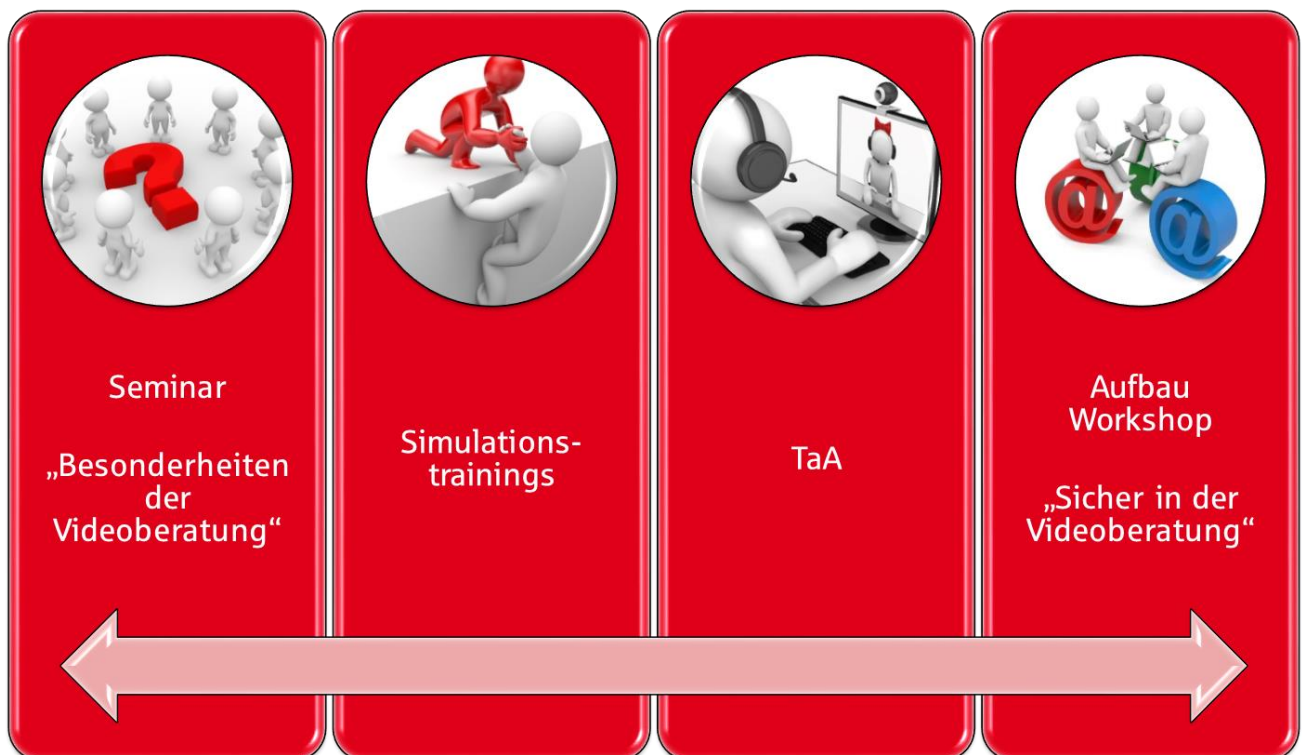 Seminar
„Besonderheiten
der
Videoberatung“
Simulations-
trainings
TaA
Aufbau
Workshop
„Sicher in der
Videoberatung“